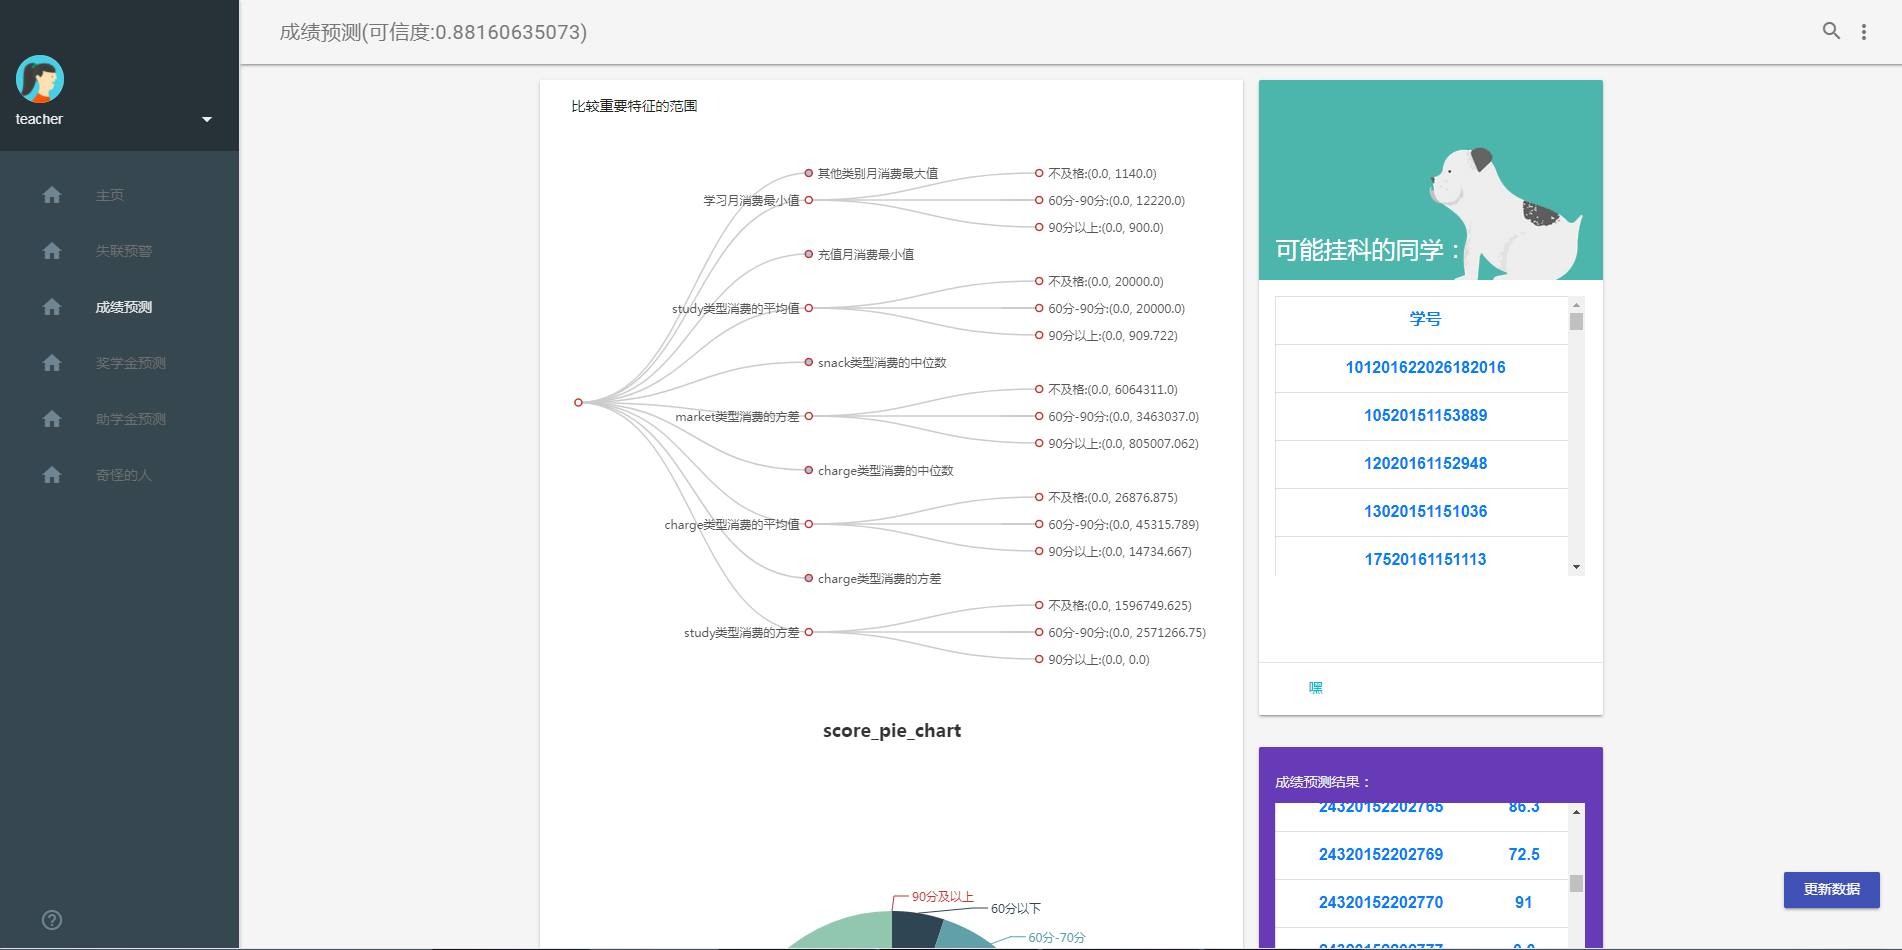 成绩预测(可信度:0.88160635073)
teacher
主页
失联预警
成绩预测
奖学金预测
助学金预测
奇怪的人
比较重要特征的范围
其他类别月消费最大值
学习月消费最小值
不及格:(0.0, 1140.0)
60分-90分:(0.0, 12220.0)
90分以上:(0.0, 900.0)
充值月消费最小值
study类型消费的平均值
不及格:(0.0, 20000.0)
60分-90分:(0.0, 20000.0)
90分以上:(0.0, 909.722)
snack类型消费的中位数
market类型消费的方差
不及格:(0.0, 6064311.0)
60分-90分:(0.0, 3463037.0)
90分以上:(0.0, 805007.062)
charge类型消费的中位数
charge类型消费的平均值
不及格:(0.0, 26876.875)
60分-90分:(0.0, 45315.789)
90分以上:(0.0, 14734.667)
charge类型消费的方差
study类型消费的方差
不及格:(0.0, 1596749.625)
60分-90分:(0.0, 2571266.75)
90分以上:(0.0, 0.0)
score_pie_chart
90分及以上
60分以下
60分-70分
可能挂科的同学：
学号
101201622026182016
10520151153889
12020161152948
13020151151036
17520161151113
嘿
成绩预测结果：
24320152202765 86.3
24320152202769 72.5
24320152202770 91
更新数据